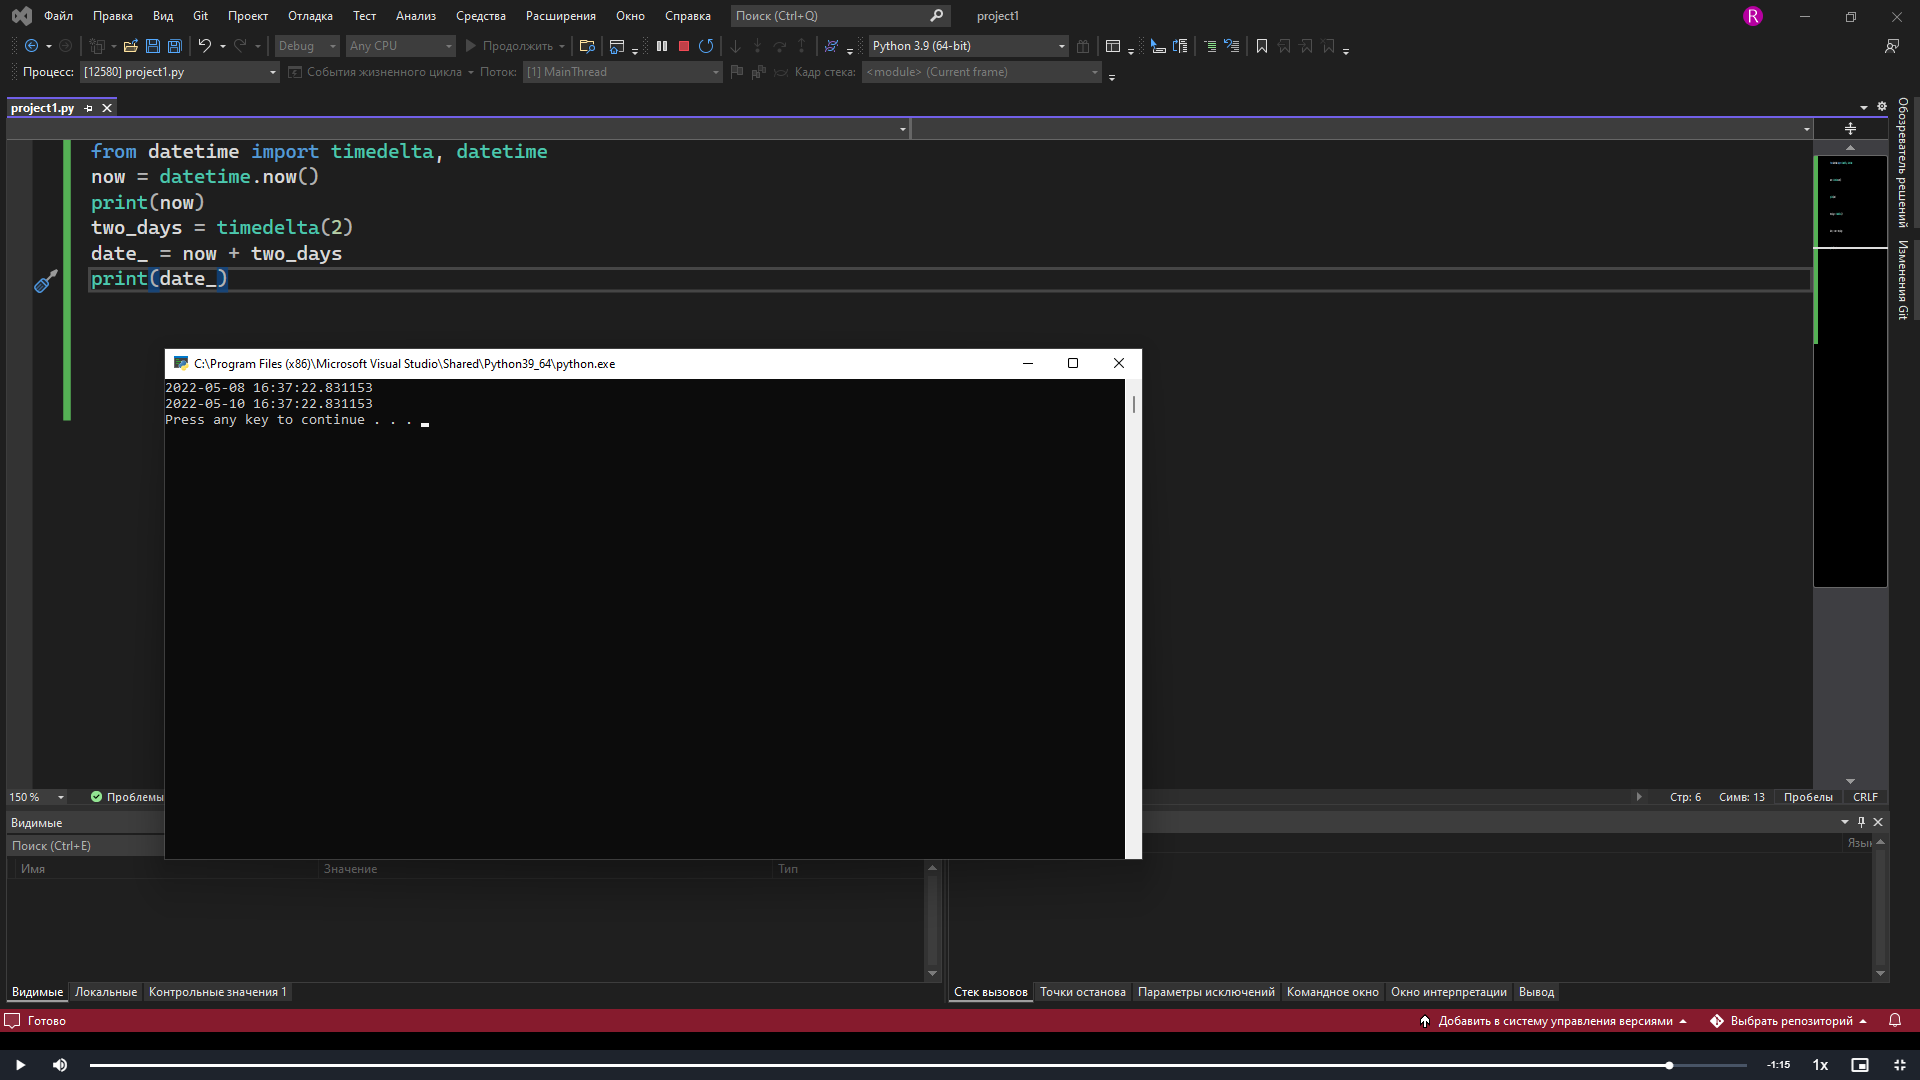 Файл Правка Вид Git Проект Отладка Тест Анализ Средства Расширения Окно Справка Поиск (Ctrl+Q) project1 R
Debug Any CPU Продолжить Python 3.9 (64-bit)
Процесс: [12580] project1.py События жизненного цикла Поток: [1] MainThread Кадр стека: <module> (Current frame)
project1.py
from datetime import timedelta, datetime
now = datetime.now()
print(now)
two_days = timedelta(2)
date_ = now + two_days
print(date_)
Обозреватель решений
Изменения Git
C:\Program Files (x86)\Microsoft Visual Studio\Shared\Python39_64\python.exe
2022-05-08 16:37:22.831153
2022-05-10 16:37:22.831153
Press any key to continue . . .
150 % Проблемы Стр: 6 Симв: 13 Пробелы CRLF
Видимые
Поиск (Ctrl+E) Язык
Имя Значение Тип
Видимые Локальные Контрольные значения 1 Стек вызовов Точки останова Параметры исключений Командное окно Окно интерпретации Вывод
Готово Добавить в систему управления версиями Выбрать репозиторий
-1:15 1x